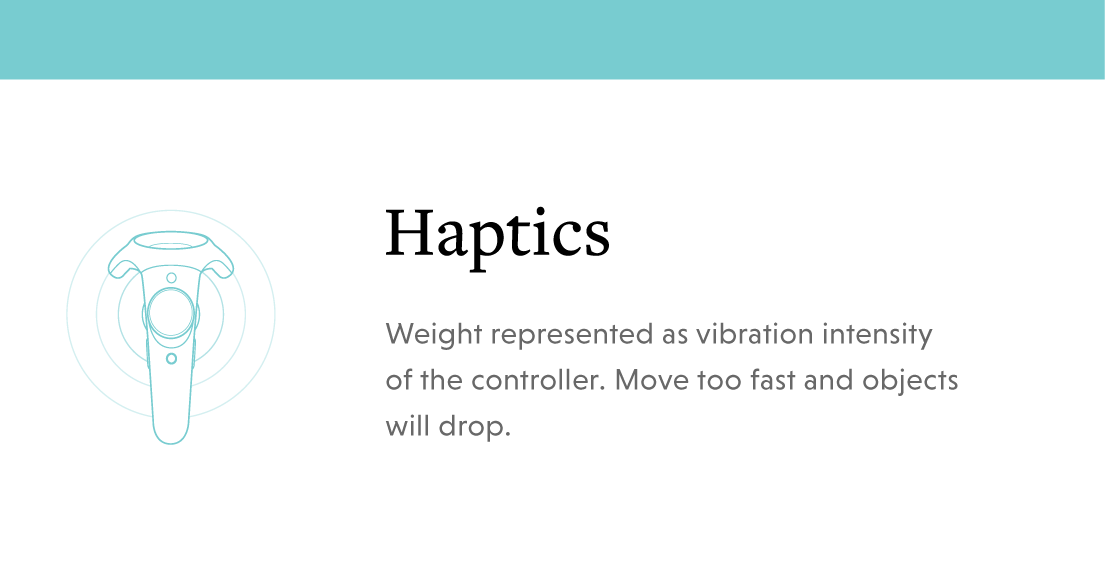 Haptics
Weight represented as vibration intensity
of the controller. Move too fast and objects
will drop.